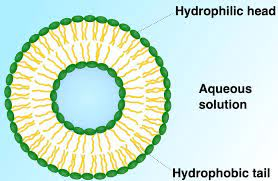 Hydrophilic head
Aqueous
solution
Hydrophobic tail